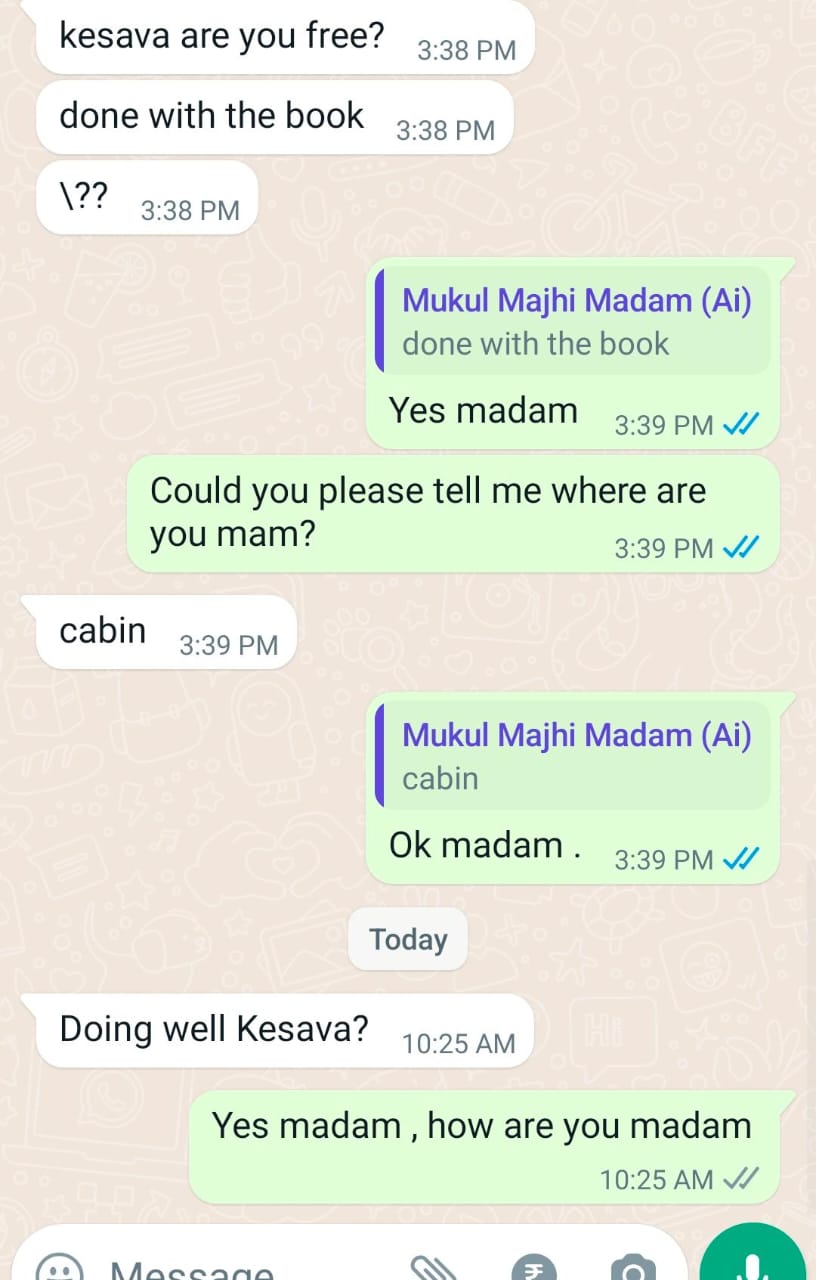 kesava are you free? 3:38 PM
done with the book 3:38 PM
\?? 3:38 PM
Mukul Majhi Madam (Ai)
done with the book
Yes madam 3:39 PM
Could you please tell me where are
you mam? 3:39 PM
cabin 3:39 PM
Mukul Majhi Madam (Ai)
cabin
Ok madam . 3:39 PM
Today
Doing well Kesava? 10:25 AM
Yes madam , how are you madam
10:25 AM
Message